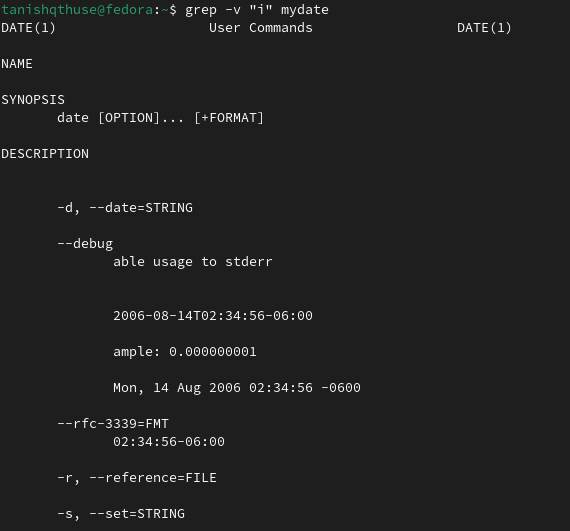 tanishqthuse@fedora:~$ grep -v "i" mydate
DATE(1)                   User Commands                  DATE(1)
NAME
SYNOPSIS
       date [OPTION]... [+FORMAT]
DESCRIPTION
       -d, --date=STRING
       --debug
              able usage to stderr
              2006-08-14T02:34:56-06:00
              ample: 0.000000001
              Mon, 14 Aug 2006 02:34:56 -0600
       --rfc-3339=FMT
              02:34:56-06:00
       -r, --reference=FILE
       -s, --set=STRING